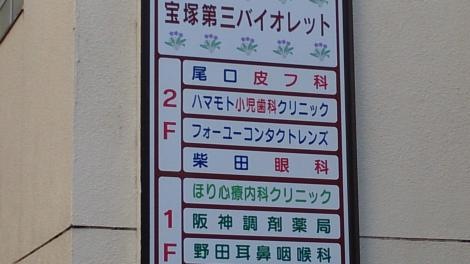 宝塚第三バイオレット
2F
尾口皮フ科
ハマモト小児歯科クリニック
フォーユーコンタクトレンズ
柴田眼科
1F
ほり心療内科クリニック
阪神調剤薬局
野田耳鼻咽喉科